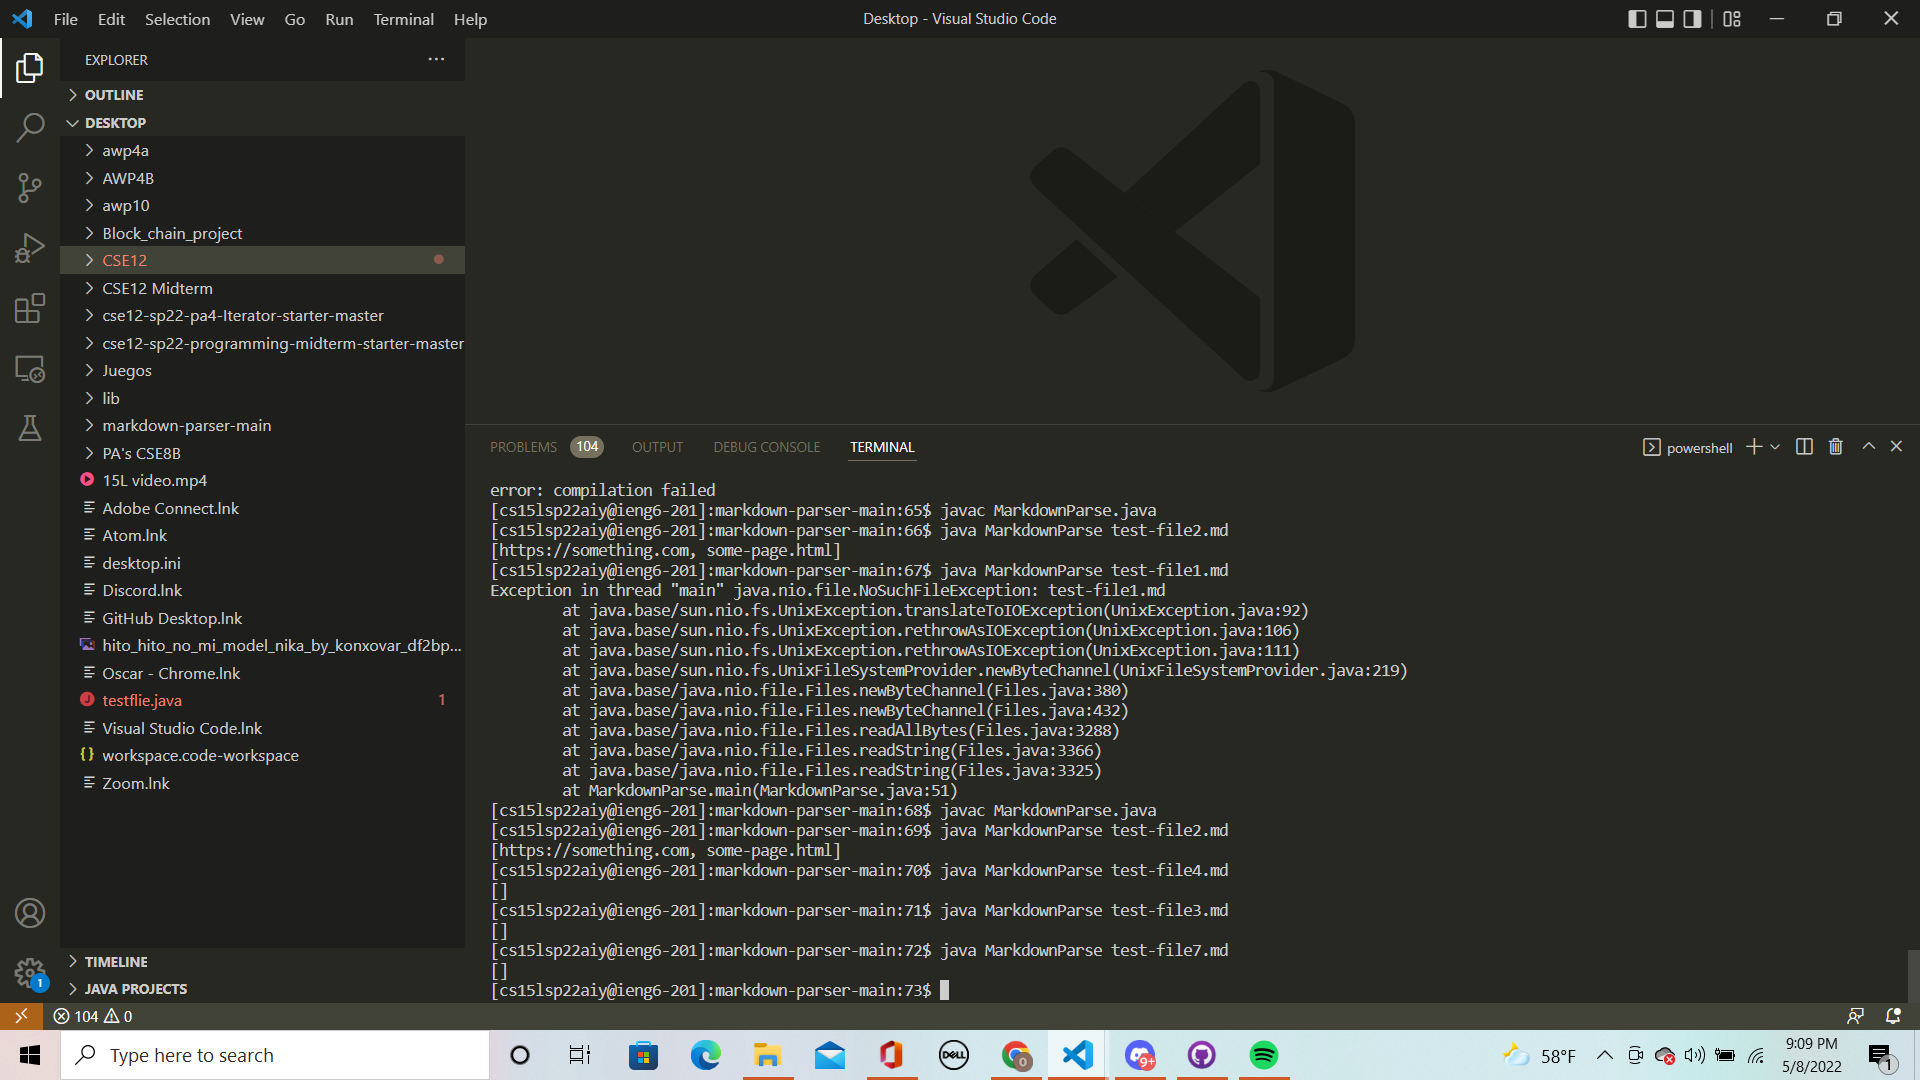 File Edit Selection View Go Run Terminal Help
Desktop - Visual Studio Code
EXPLORER
OUTLINE
DESKTOP
awp4a
AWP4B
awp10
Block_chain_project
CSE12
CSE12 Midterm
cse12-sp22-pa4-Iterator-starter-master
cse12-sp22-programming-midterm-starter-master
Juegos
lib
markdown-parser-main
PA's CSE8B
15L video.mp4
Adobe Connect.lnk
Atom.lnk
desktop.ini
Discord.lnk
GitHub Desktop.lnk
hito_hito_no_mi_model_nika_by_konxovar_df2bp...
Oscar - Chrome.lnk
J testflie.java 1
Visual Studio Code.lnk
{} workspace.code-workspace
Zoom.lnk
TIMELINE
JAVA PROJECTS
1
PROBLEMS 104 OUTPUT DEBUG CONSOLE TERMINAL
powershell
error: compilation failed
[cs15lsp22aiy@ieng6-201]:markdown-parser-main:65$ javac MarkdownParse.java
[cs15lsp22aiy@ieng6-201]:markdown-parser-main:66$ java MarkdownParse test-file2.md
[https://something.com, some-page.html]
[cs15lsp22aiy@ieng6-201]:markdown-parser-main:67$ java MarkdownParse test-file1.md
Exception in thread "main" java.nio.file.NoSuchFileException: test-file1.md
at java.base/sun.nio.fs.UnixException.translateToIOException(UnixException.java:92)
at java.base/sun.nio.fs.UnixException.rethrowAsIOException(UnixException.java:106)
at java.base/sun.nio.fs.UnixException.rethrowAsIOException(UnixException.java:111)
at java.base/sun.nio.fs.UnixFileSystemProvider.newByteChannel(UnixFileSystemProvider.java:219)
at java.base/java.nio.file.Files.newByteChannel(Files.java:380)
at java.base/java.nio.file.Files.newByteChannel(Files.java:432)
at java.base/java.nio.file.Files.readAllBytes(Files.java:3288)
at java.base/java.nio.file.Files.readString(Files.java:3366)
at java.base/java.nio.file.Files.readString(Files.java:3325)
at MarkdownParse.main(MarkdownParse.java:51)
[cs15lsp22aiy@ieng6-201]:markdown-parser-main:68$ javac MarkdownParse.java
[cs15lsp22aiy@ieng6-201]:markdown-parser-main:69$ java MarkdownParse test-file2.md
[https://something.com, some-page.html]
[cs15lsp22aiy@ieng6-201]:markdown-parser-main:70$ java MarkdownParse test-file4.md
[]
[cs15lsp22aiy@ieng6-201]:markdown-parser-main:71$ java MarkdownParse test-file3.md
[]
[cs15lsp22aiy@ieng6-201]:markdown-parser-main:72$ java MarkdownParse test-file7.md
[]
[cs15lsp22aiy@ieng6-201]:markdown-parser-main:73$
104 0
Type here to search
DELL
0
9+
58°F
9:09 PM
5/8/2022
1